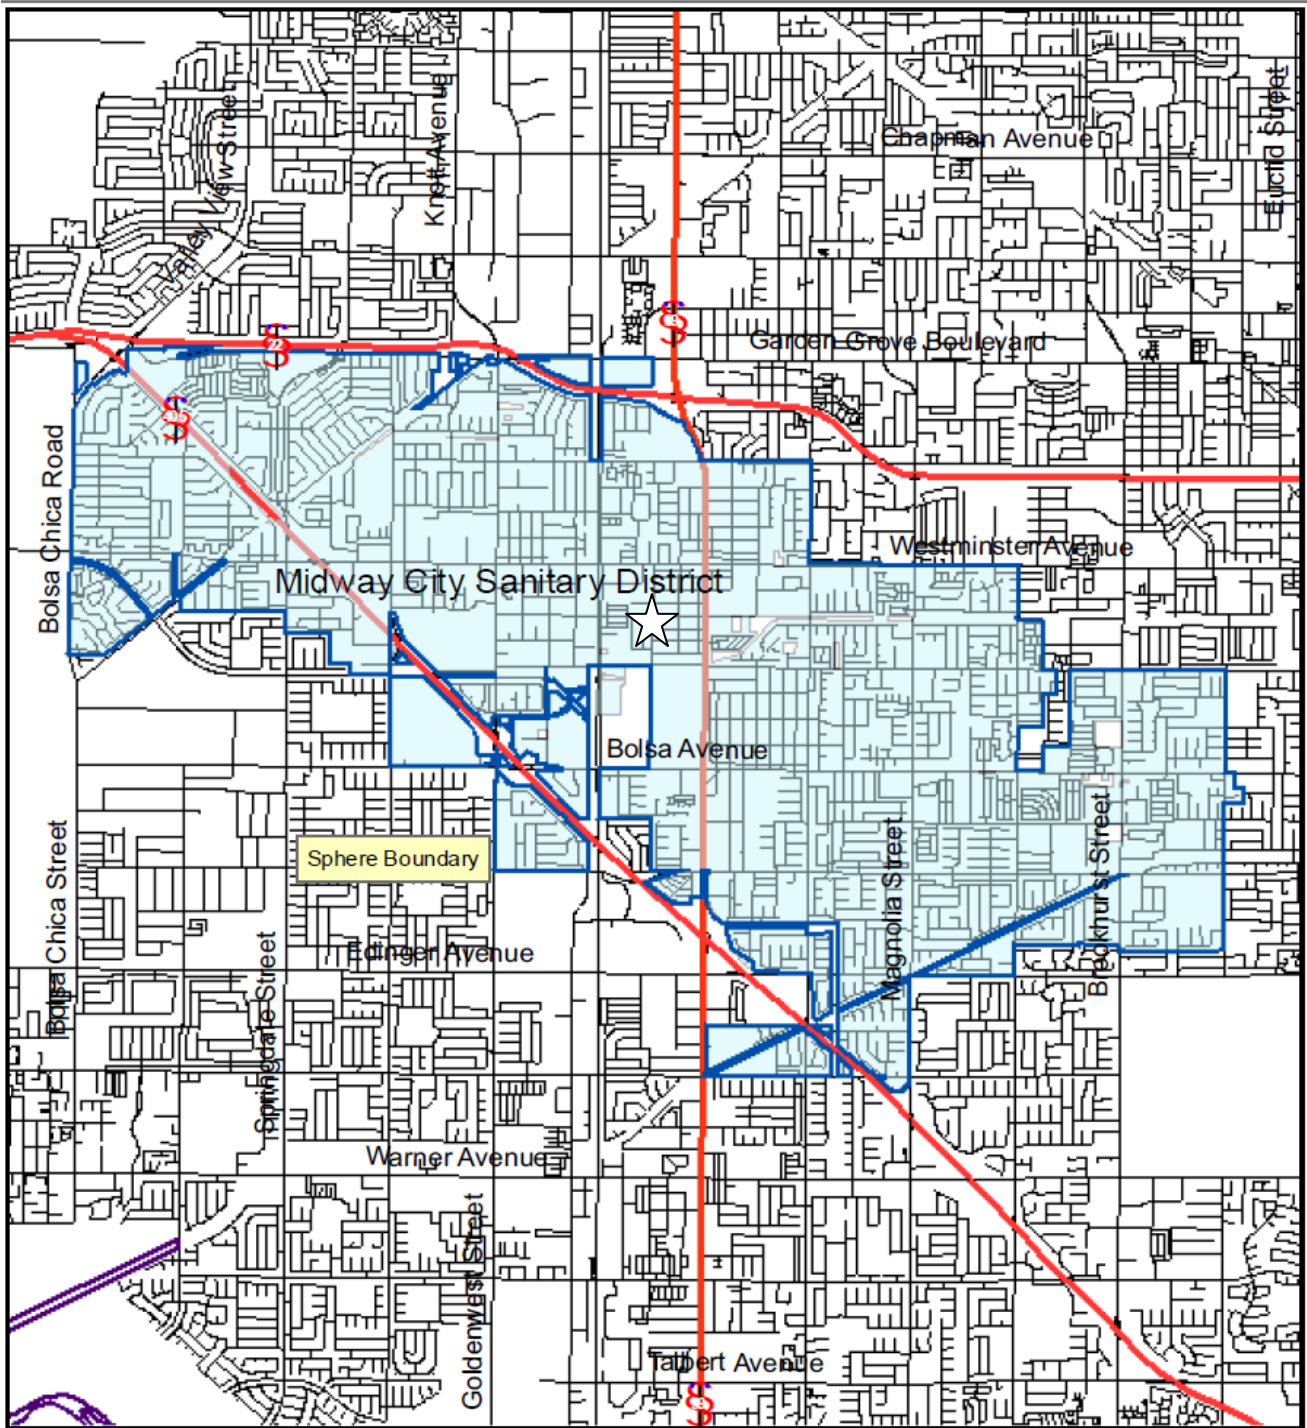 Euclid Street
Knott Avenue
Valley View Street
Chapman Avenue
Garden Grove Boulevard
Bolsa Chica Road
Westminster Avenue
Midway City Sanitary District
Bolsa Avenue
Sphere Boundary
Magnolia Street
Brookhurst Street
Bolsa Chica Street
Edinger Avenue
Springdale Street
Warner Avenue
Goldenwest Street
Talbert Avenue